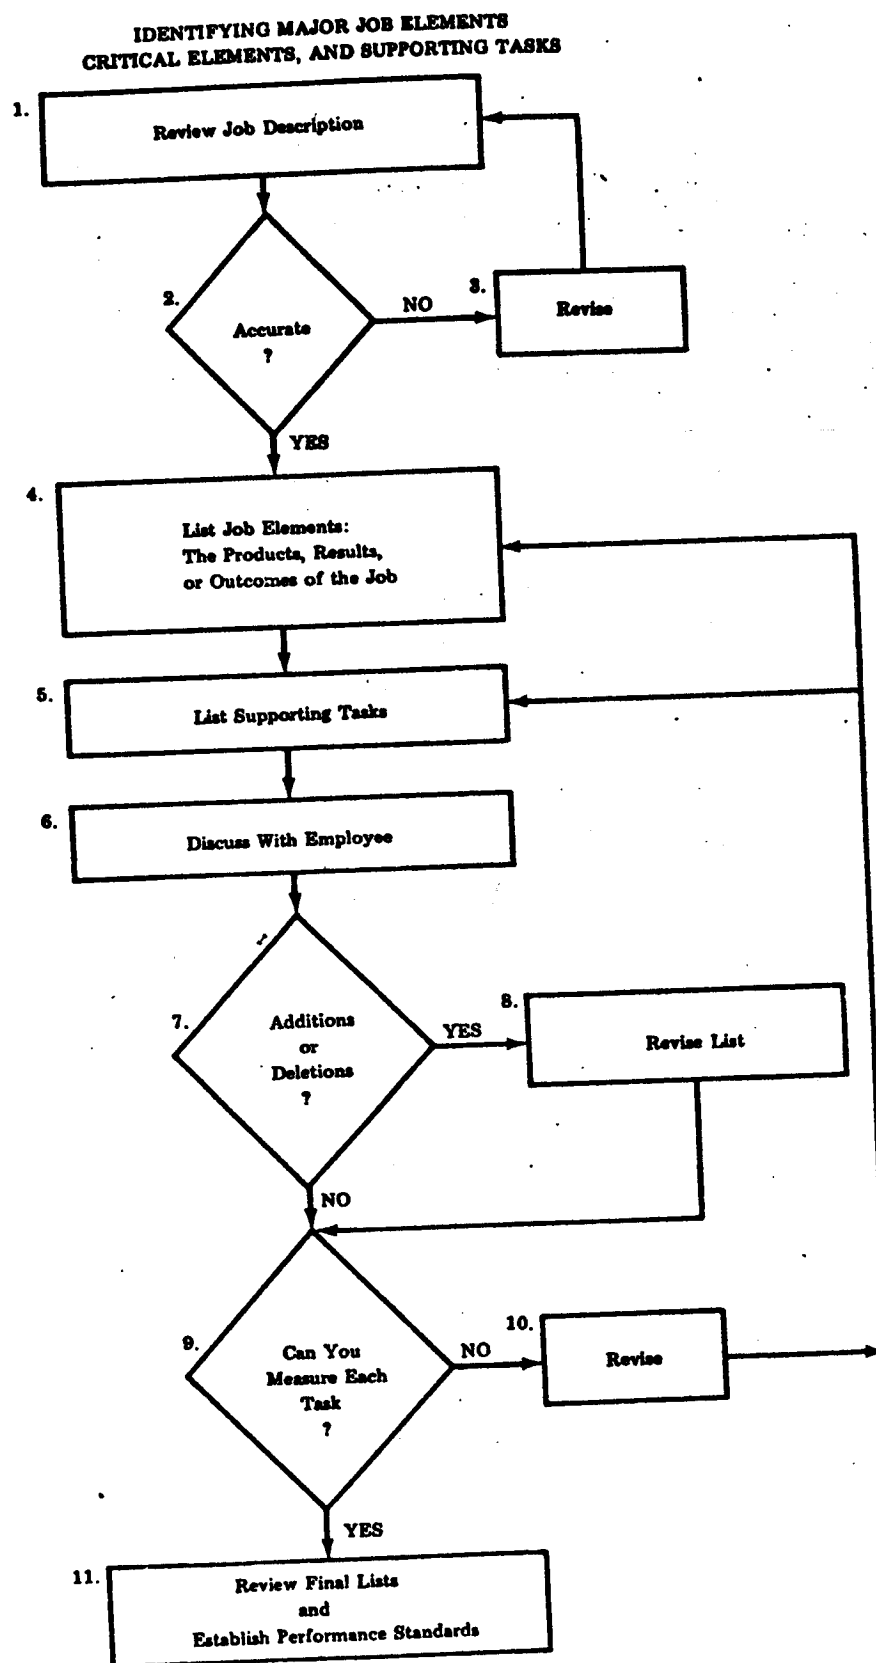 IDENTIFYING MAJOR JOB ELEMENTS
CRITICAL ELEMENTS, AND SUPPORTING TASKS
1.
Review Job Description
2.
Accurate
?
NO
3.
Revise
YES
4.
List Job Elements:
The Products, Results,
or Outcomes of the Job
5.
List Supporting Tasks
6.
Discuss With Employee
7.
Additions
or
Deletions
?
YES
8.
Revise List
NO
9.
Can You
Measure Each
Task
?
NO
10.
Revise
YES
11.
Review Final Lists
and
Establish Performance Standards